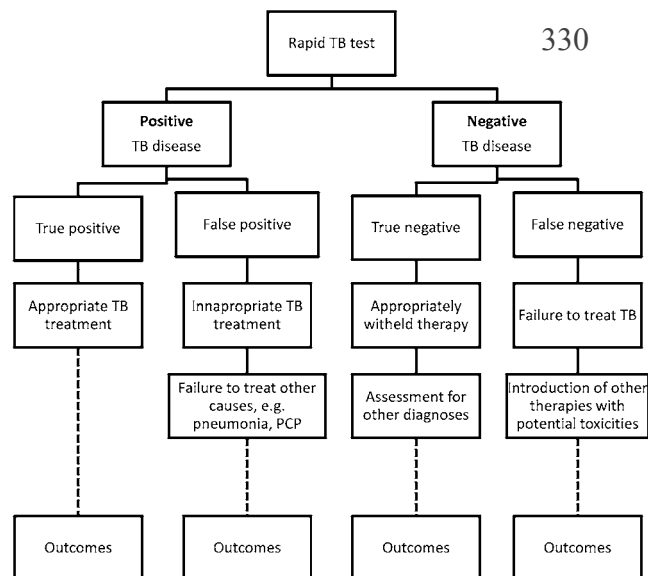 Rapid TB test
330
Positive
TB disease
Negative
TB disease
True positive
False positive
True negative
False negative
Appropriate TB
treatment
Innapropriate TB
treatment
Appropriately
witheld therapy
Failure to treat TB
Failure to treat other
causes, e.g.
pneumonia, PCP
Assessment for
other diagnoses
Introduction of other
therapies with
potential toxicities
Outcomes
Outcomes
Outcomes
Outcomes